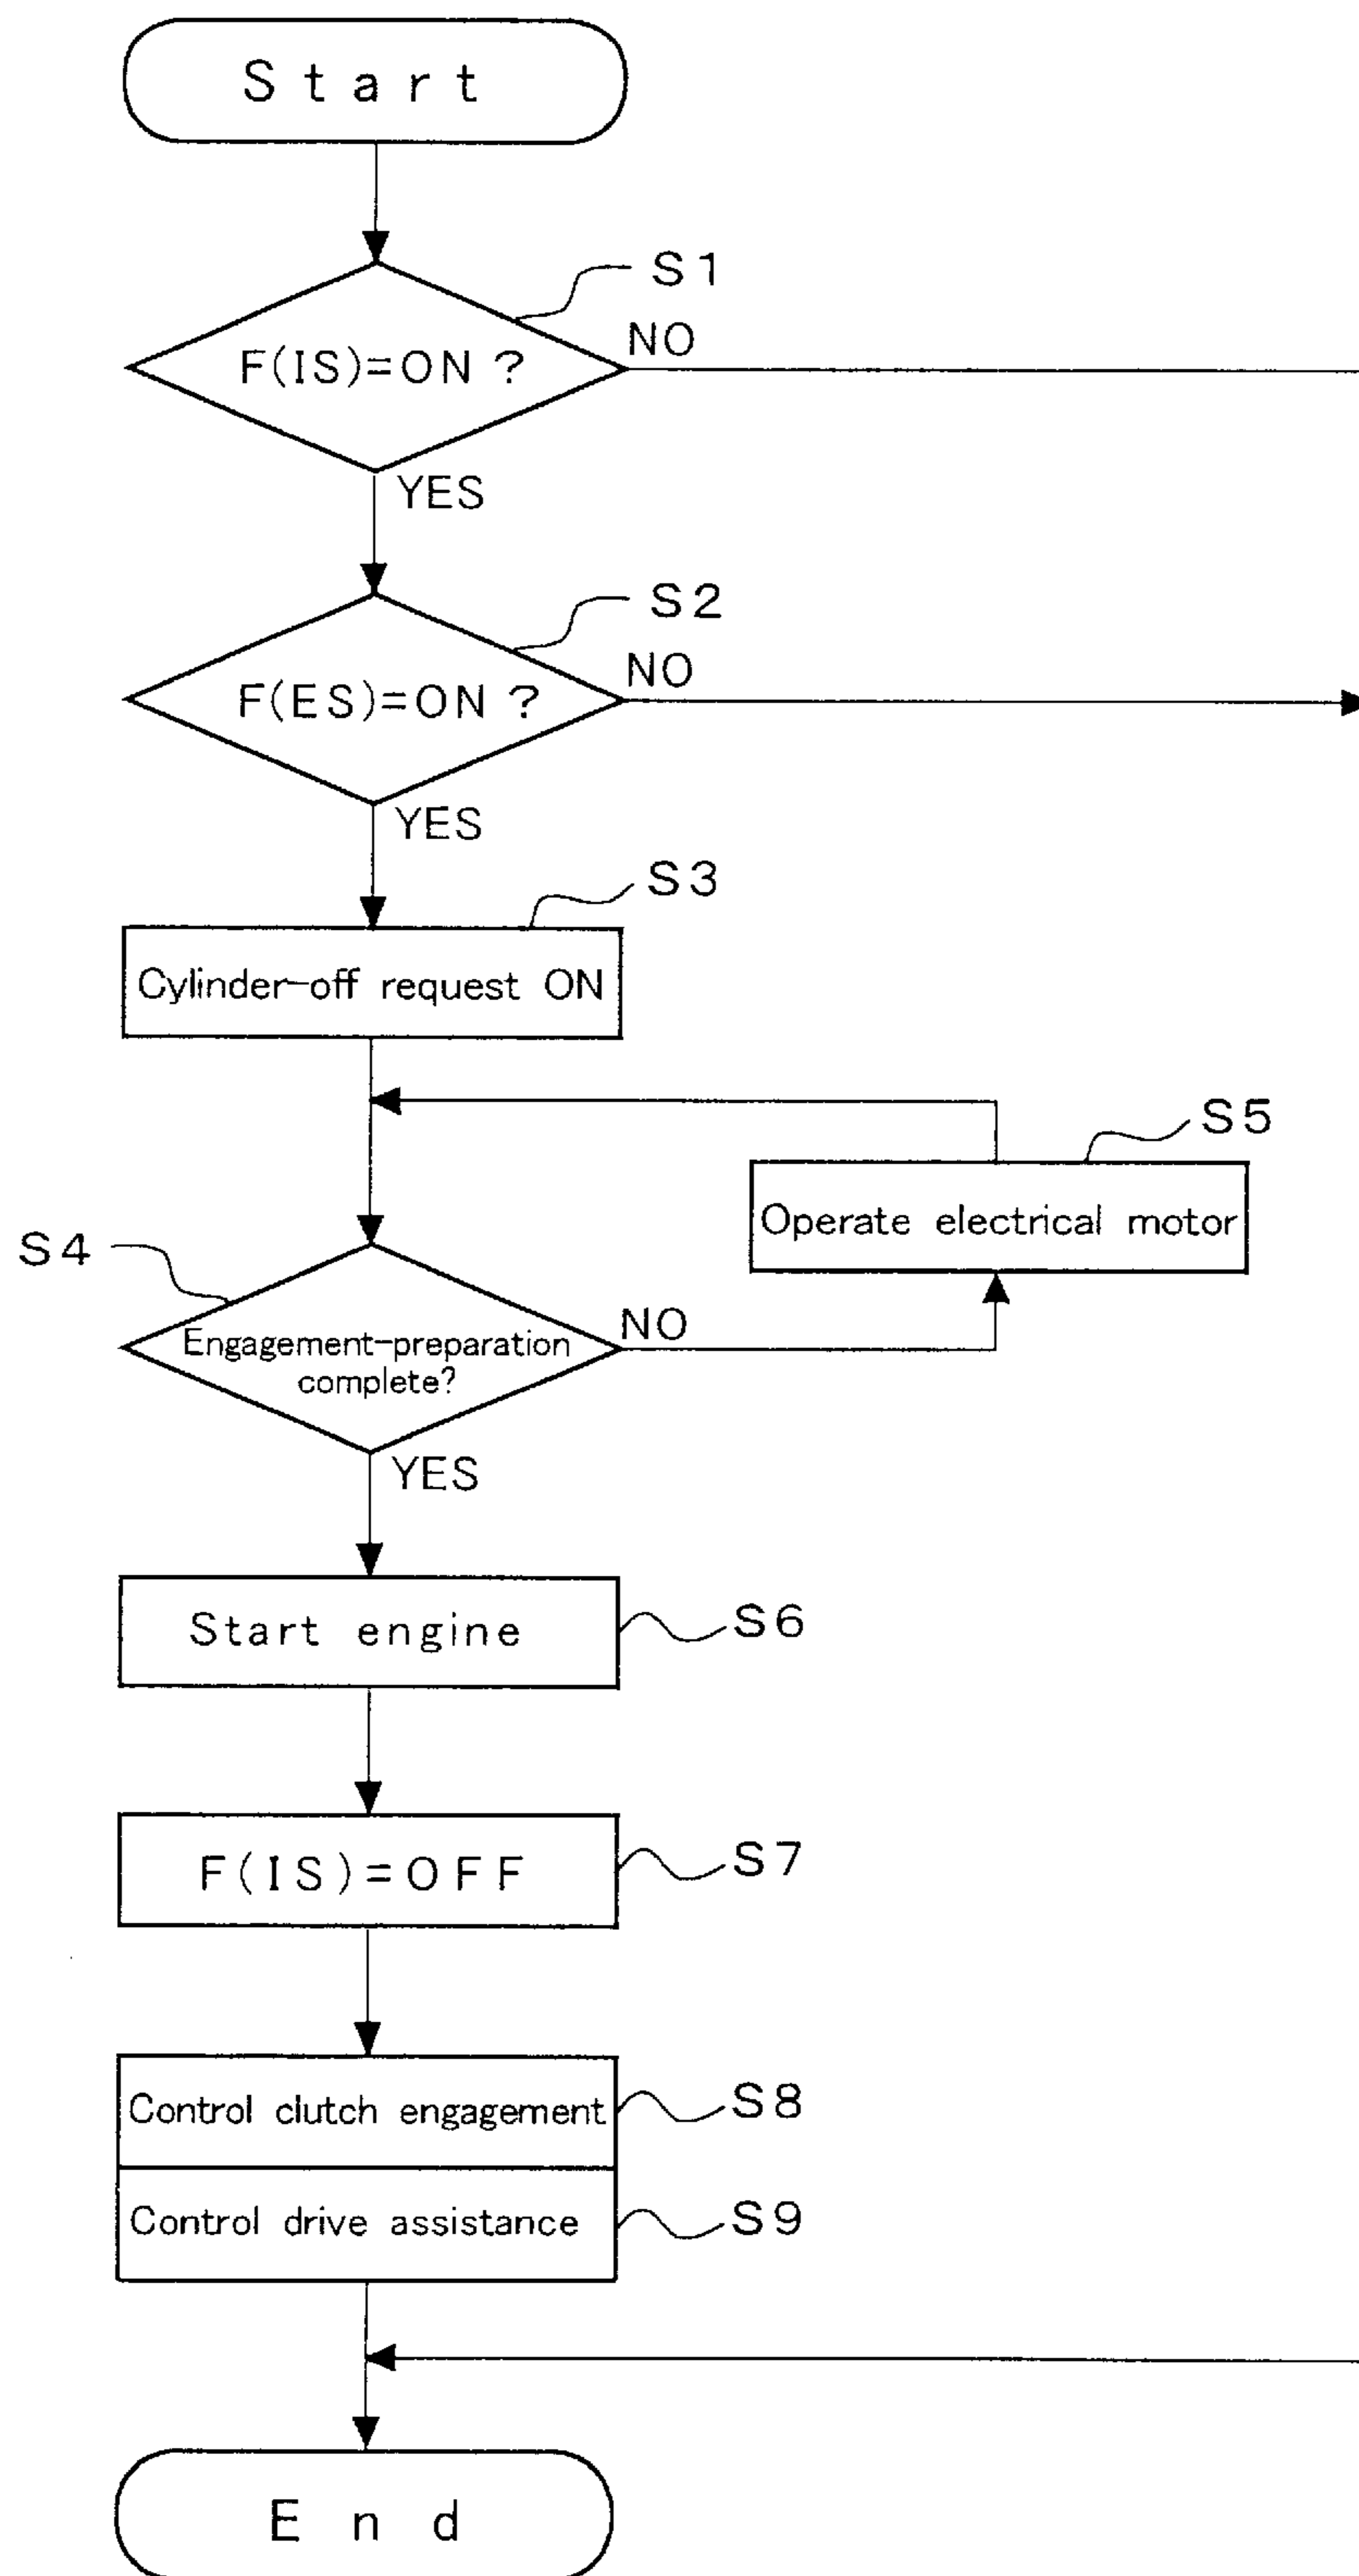 Start
S1
F(IS)=ON ?
NO
YES
S2
F(ES)=ON ?
NO
YES
S3
Cylinder-off request ON
S5
Operate electrical motor
S4
Engagement-preparation
complete?
NO
YES
Start engine
S6
F(IS)=OFF
S7
Control clutch engagement
S8
Control drive assistance
S9
End